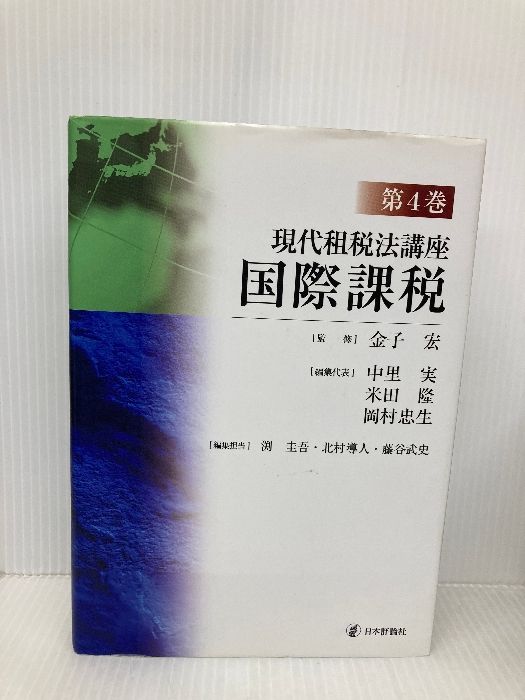 第4巻
現代租税法講座
国際課税
[監 修] 金子 宏
[編集代表] 中里 実
米田 隆
岡村忠生
[編集担当] 渕 圭吾・北村導人・藤谷武史
日本評論社